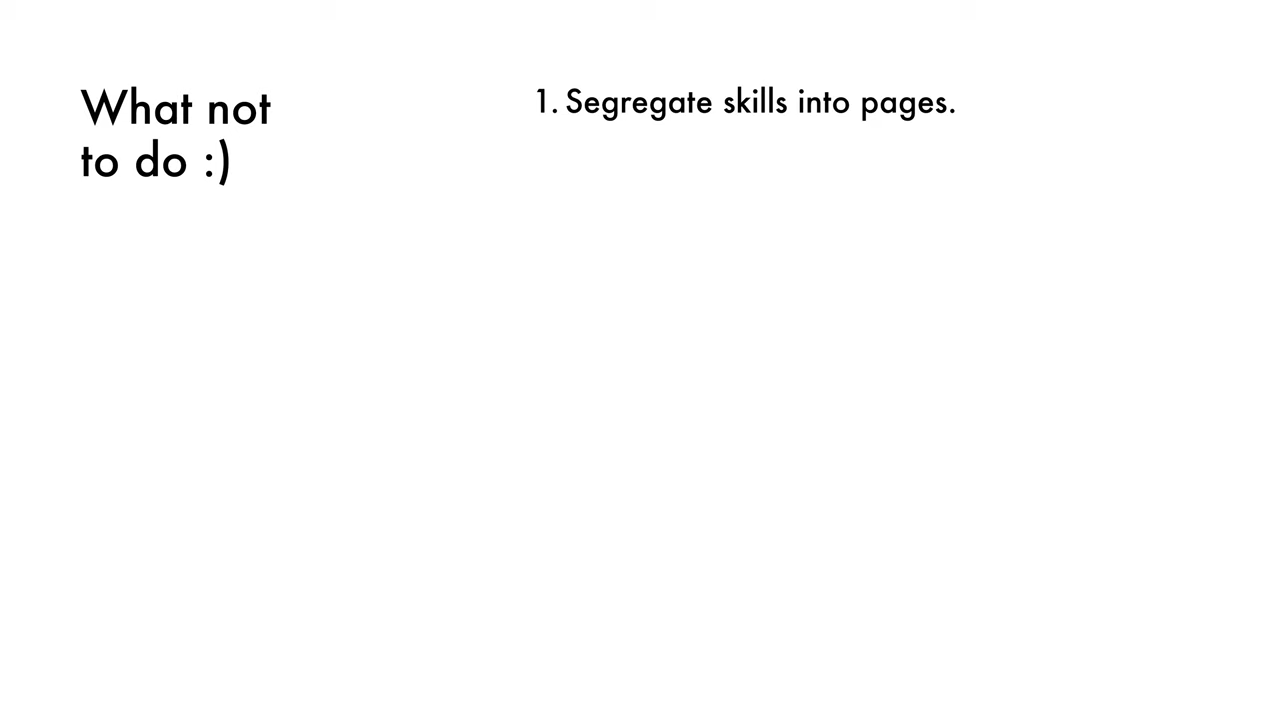 What not
to do :)
1. Segregate skills into pages.